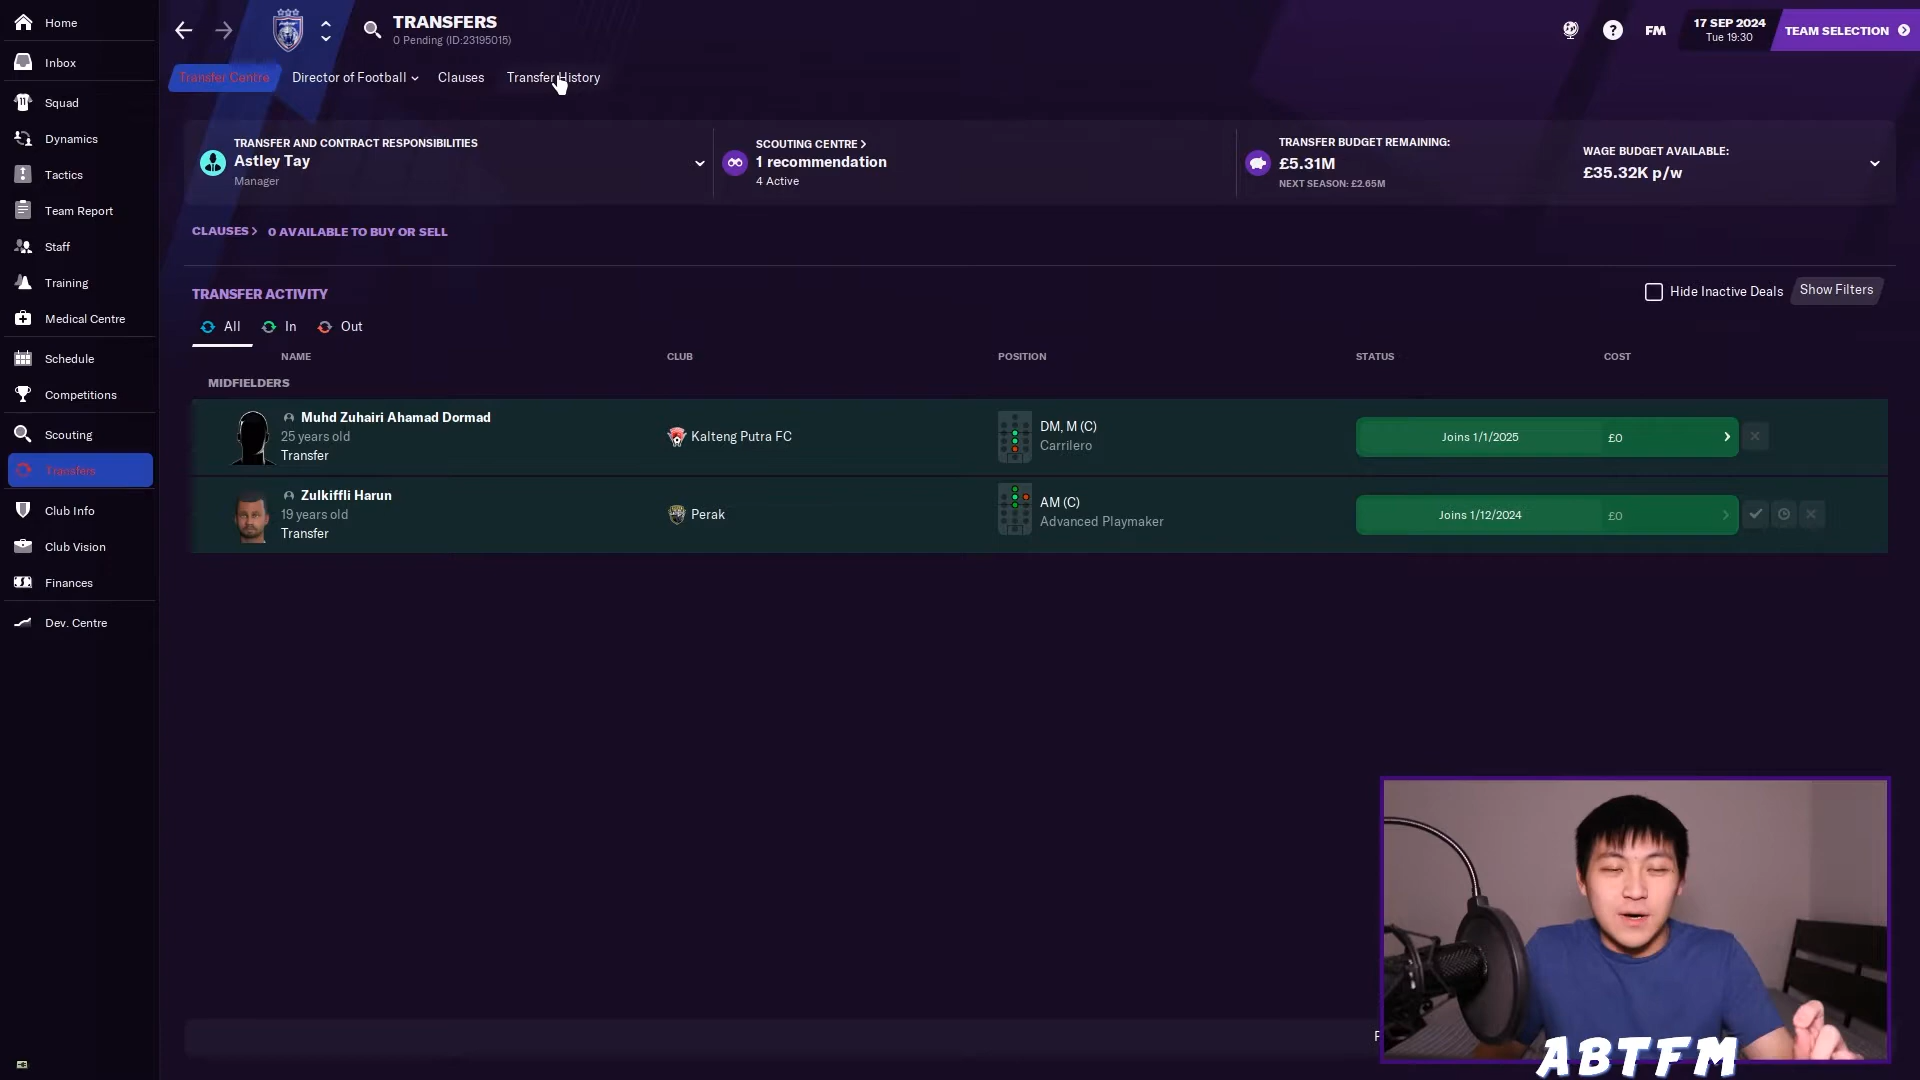 Home
Inbox
Squad
Dynamics
Tactics
Team Report
Staff
Training
Medical Centre
Schedule
Competitions
Scouting
Transfers
Club Info
Club Vision
Finances
Dev. Centre
TRANSFERS
0 Pending (ID:23195015)
FM
17 SEP 2024
Tue 19:30
TEAM SELECTION
Transfer Centre
Director of Football
Clauses
Transfer History
TRANSFER AND CONTRACT RESPONSIBILITIES
Astley Tay
Manager
SCOUTING CENTRE >
1 recommendation
4 Active
TRANSFER BUDGET REMAINING:
£5.31M
NEXT SEASON: £2.65M
WAGE BUDGET AVAILABLE:
£35.32K p/w
CLAUSES > 0 AVAILABLE TO BUY OR SELL
TRANSFER ACTIVITY
Hide Inactive Deals
Show Filters
All In Out
NAME CLUB POSITION STATUS COST
MIDFIELDERS
Muhd Zuhairi Ahamad Dormad
25 years old
Transfer
Kalteng Putra FC
DM, M (C)
Carrilero
Joins 1/1/2025 £0
Zulkiffli Harun
19 years old
Transfer
Perak
AM (C)
Advanced Playmaker
Joins 1/12/2024 £0
ABTFM